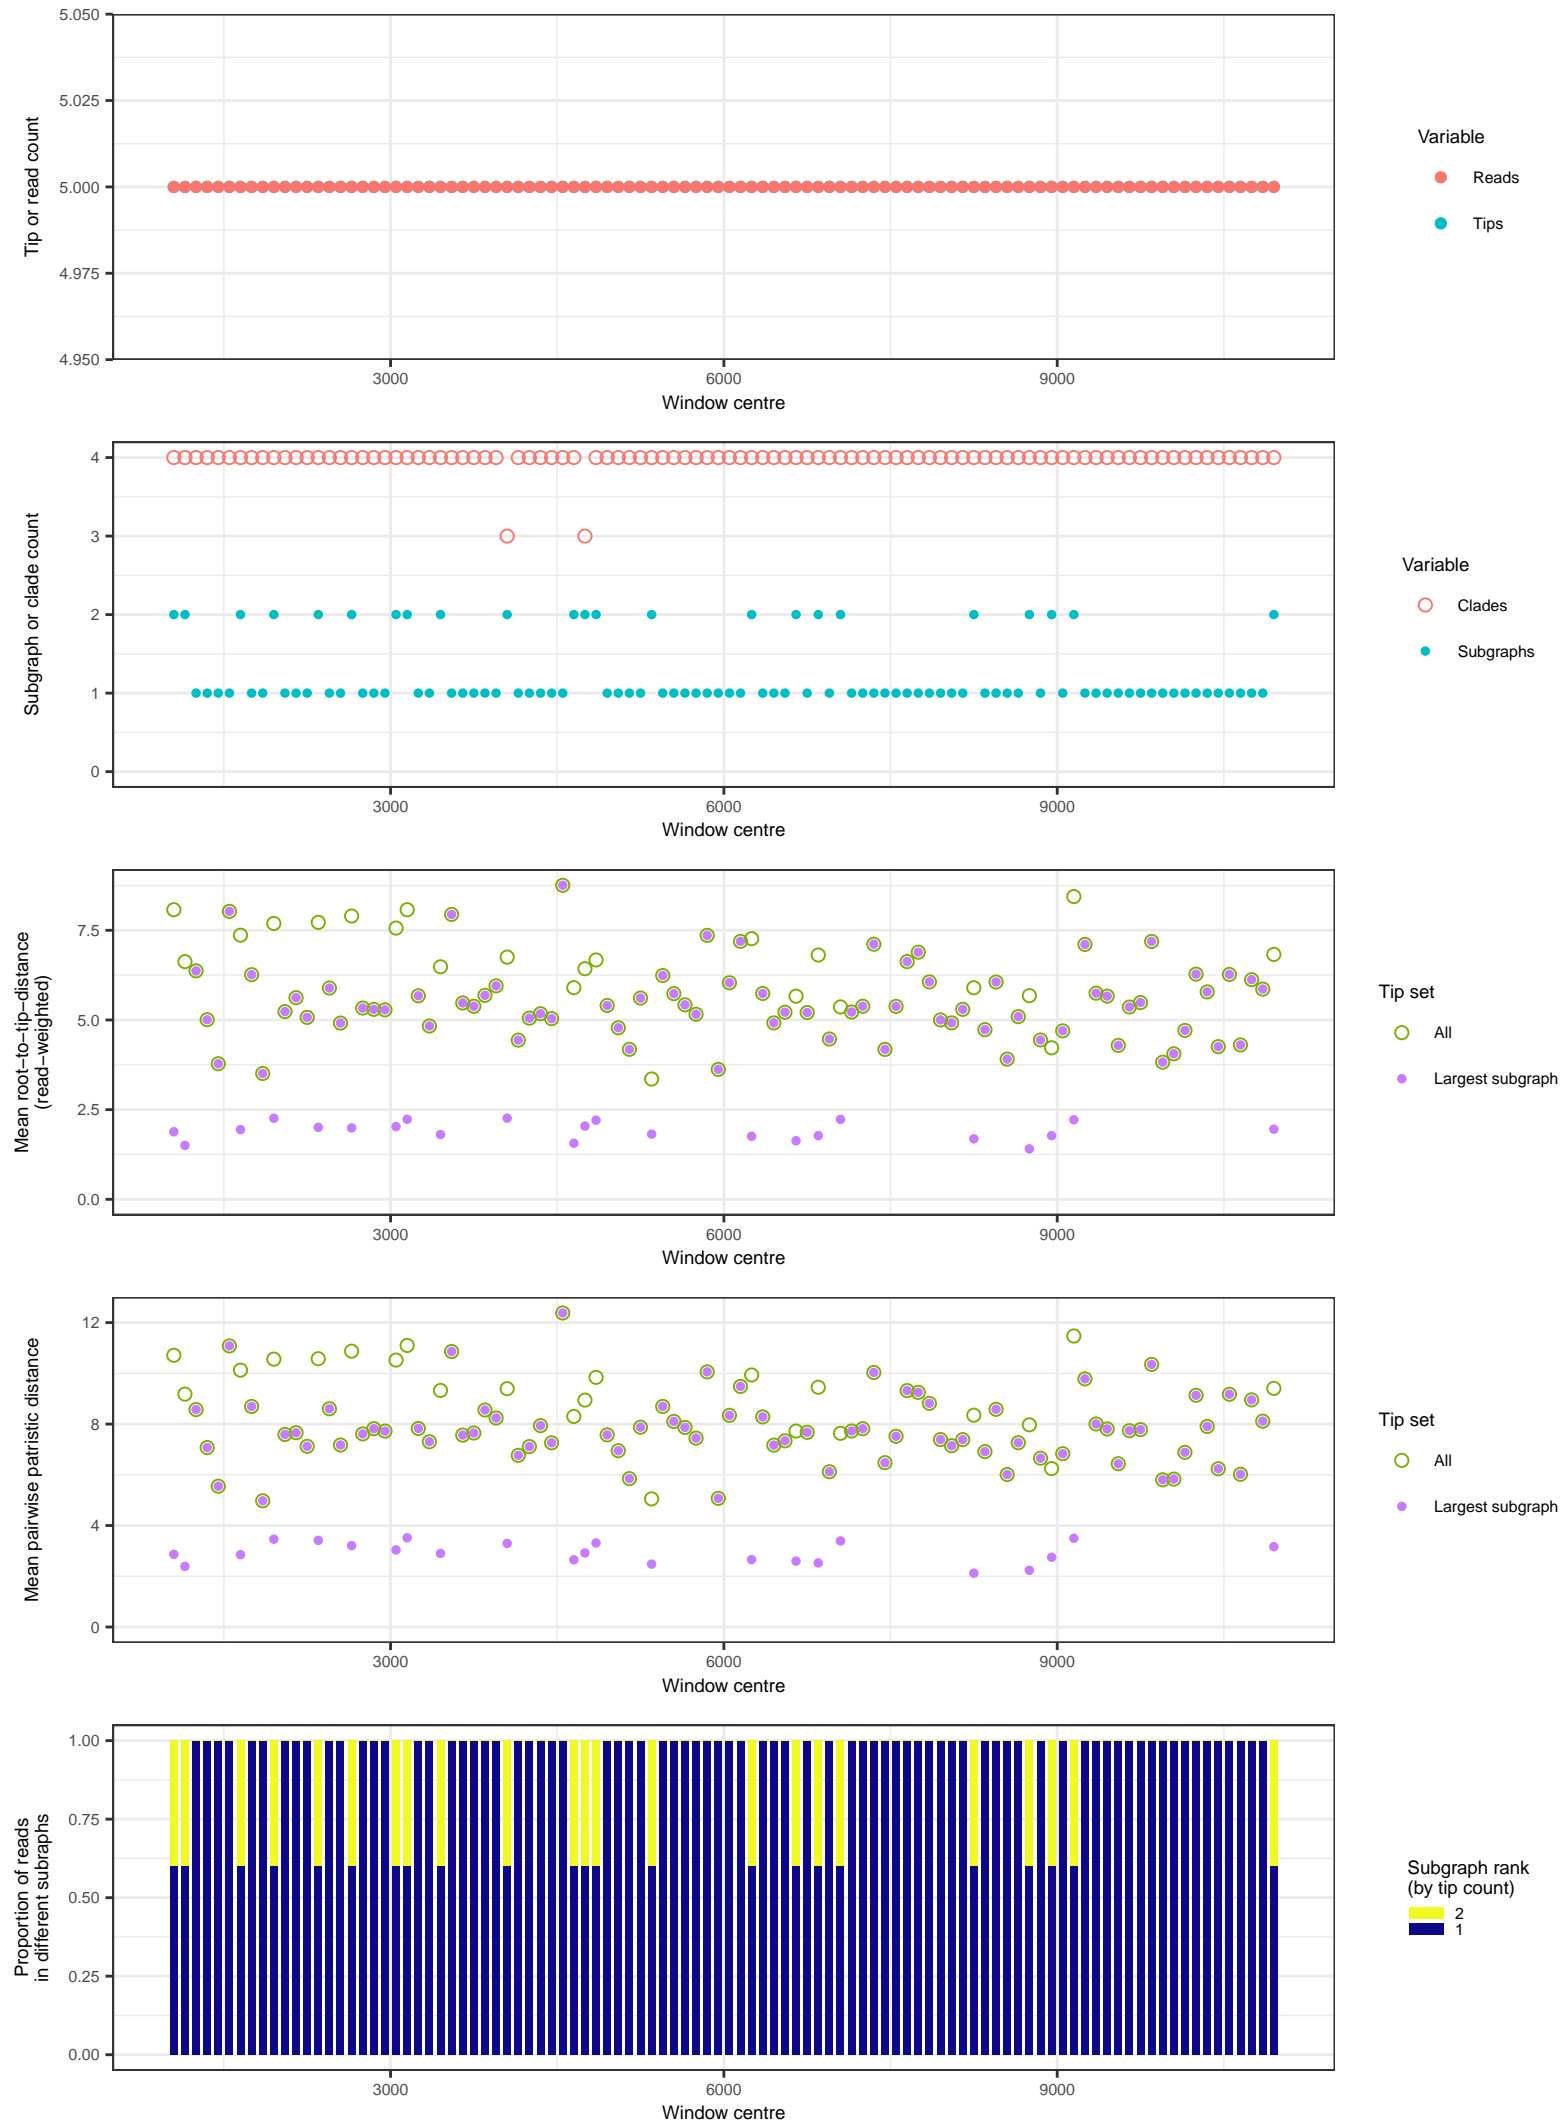 5.050
5.025
5.000
4.975
4.950
Tip or read count
3000
6000
9000
Window centre
Variable
Reads
Tips
4
3
2
1
0
Subgraph or clade count
3000
6000
9000
Window centre
Variable
Clades
Subgraphs
7.5
5.0
2.5
0.0
Mean root−to−tip−distance
(read−weighted)
3000
6000
9000
Window centre
Tip set
All
Largest subgraph
12
8
4
0
Mean pairwise patristic distance
3000
6000
9000
Window centre
Tip set
All
Largest subgraph
1.00
0.75
0.50
0.25
0.00
Proportion of reads
in different subraphs
3000
6000
9000
Window centre
Subgraph rank
(by tip count)
2
1